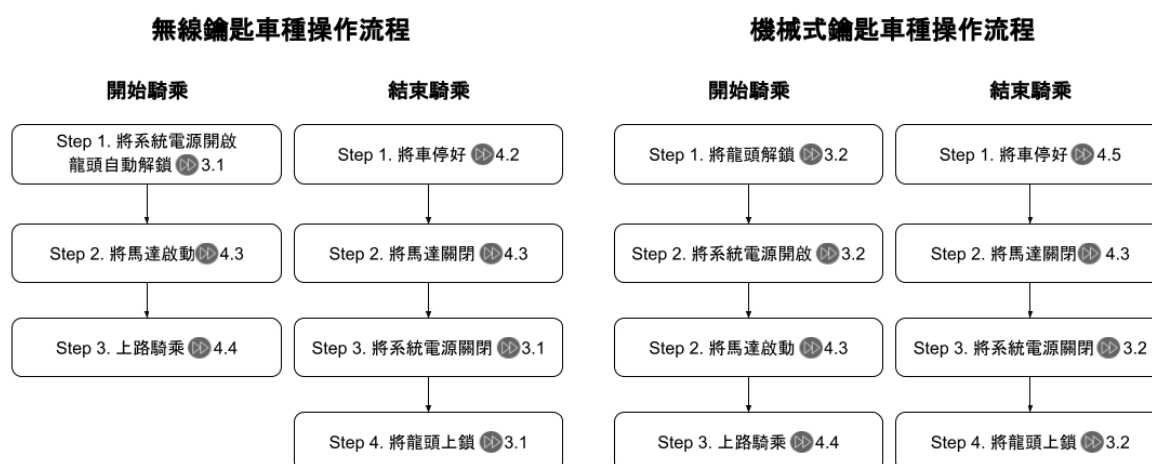 無線鑰匙車種操作流程
開始騎乘
Step 1. 將系統電源開啟
龍頭自動解鎖 3.1
Step 2. 將馬達啟動 4.3
Step 3. 上路騎乘 4.4
結束騎乘
Step 1. 將車停好 4.2
Step 2. 將馬達關閉 4.3
Step 3. 將系統電源關閉 3.1
Step 4. 將龍頭上鎖 3.1
機械式鑰匙車種操作流程
開始騎乘
Step 1. 將龍頭解鎖 3.2
Step 2. 將系統電源開啟 3.2
Step 2. 將馬達啟動 4.3
Step 3. 上路騎乘 4.4
結束騎乘
Step 1. 將車停好 4.5
Step 2. 將馬達關閉 4.3
Step 3. 將系統電源關閉 3.2
Step 4. 將龍頭上鎖 3.2